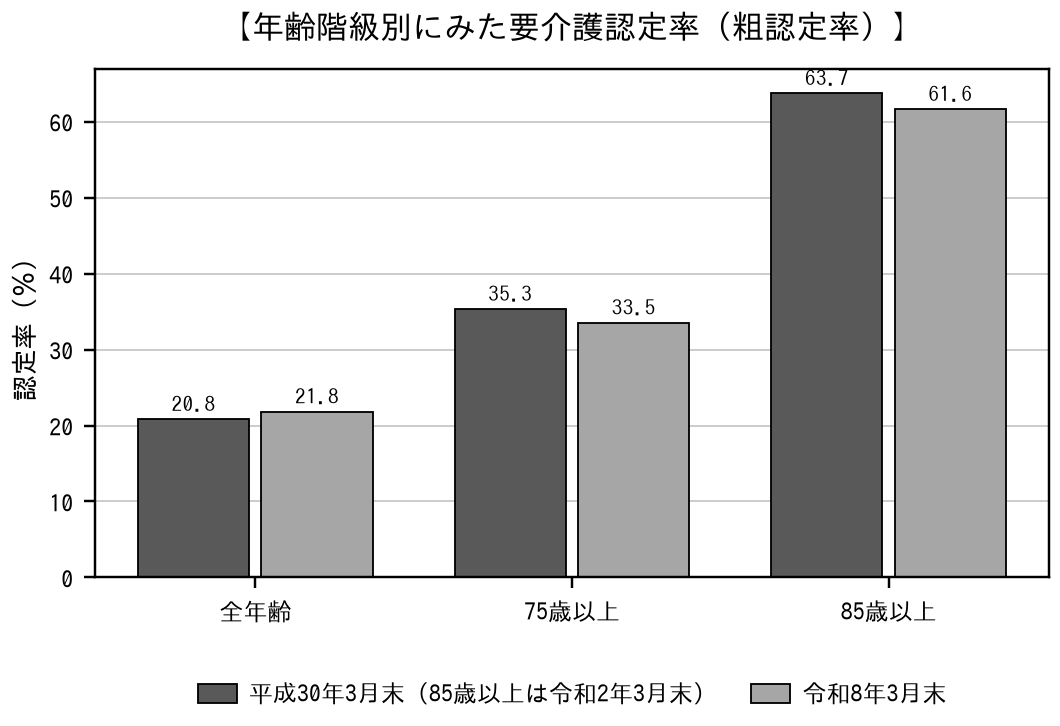 【年齢階級別にみた要介護認定率（粗認定率）】
認定率（%）
60
50
40
30
20
10
0
20.8
21.8
35.3
33.5
63.7
61.6
全年齢
75歳以上
85歳以上
平成30年3月末（85歳以上は令和2年3月末）
令和8年3月末